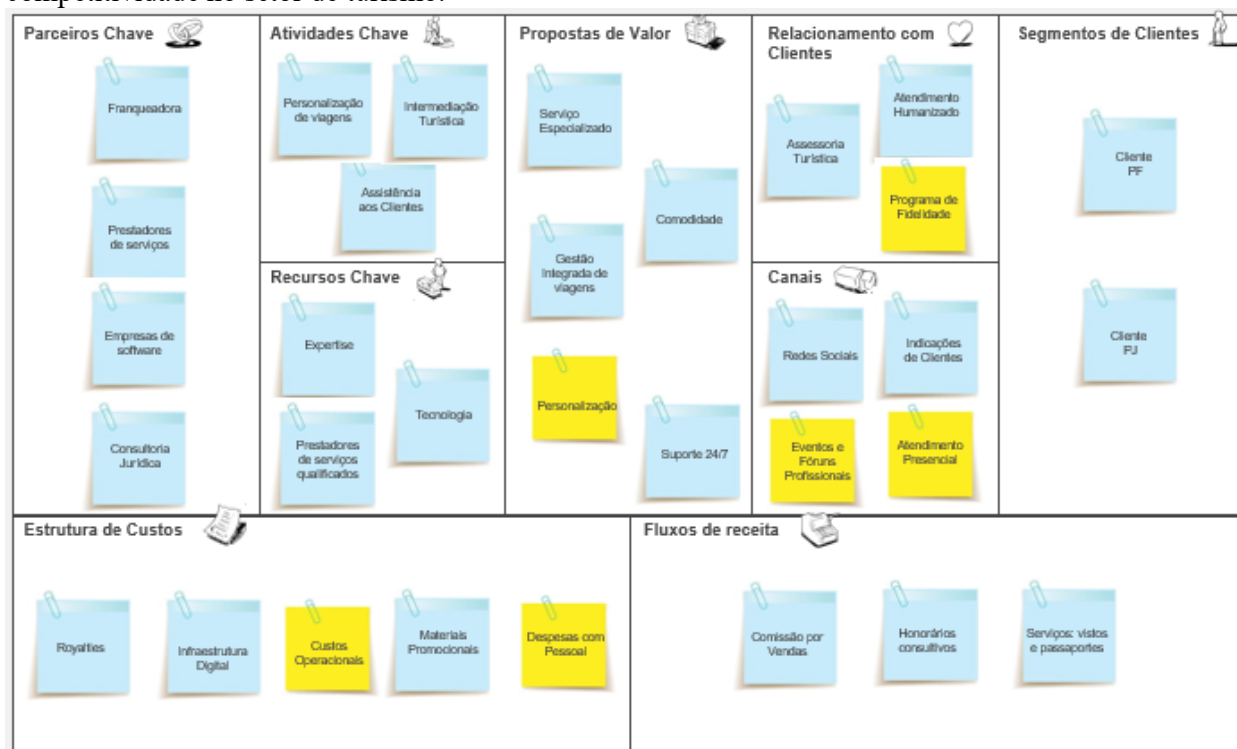 competitividade no setor do turismo.
Parceiros Chave
Franqueadora
Prestadores
de serviços
Empresas de
software
Consultoria
Jurídica
Atividades Chave
Personalização
de viagens
Intermediação
Turística
Assistência
aos Clientes
Recursos Chave
Expertise
Tecnologia
Prestadores
de serviços
qualificados
Propostas de Valor
Serviço
Especializado
Comodidade
Gestão
Integrada de
viagens
Personalização
Suporte 24/7
Relacionamento com
Clientes
Atendimento
Humanizado
Assessoria
Turística
Programa de
Fidelidade
Canais
Redes Sociais
Indicações
de Clientes
Eventos e
Fóruns
Profissionais
Atendimento
Presencial
Segmentos de Clientes
Cliente
PF
Cliente
PJ
Estrutura de Custos
Royalties
Infraestrutura
Digital
Custos
Operacionais
Materiais
Promocionais
Despesas com
Pessoal
Fluxos de receita
Comissão por
Vendas
Honorários
consultivos
Serviços: vistos
e passaportes